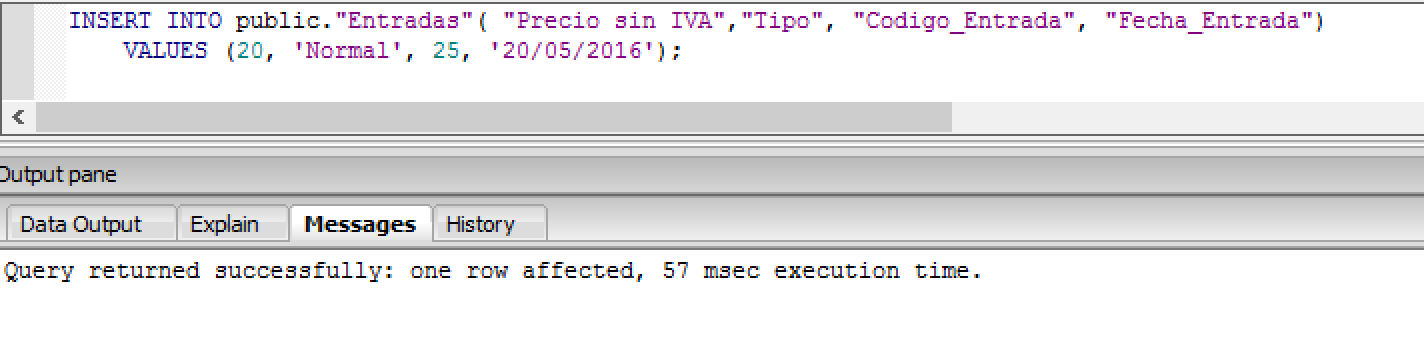 INSERT INTO public."Entradas"( "Precio sin IVA","Tipo", "Codigo_Entrada", "Fecha_Entrada")
VALUES (20, 'Normal', 25, '20/05/2016');
Output pane
Data Output Explain Messages History
Query returned successfully: one row affected, 57 msec execution time.